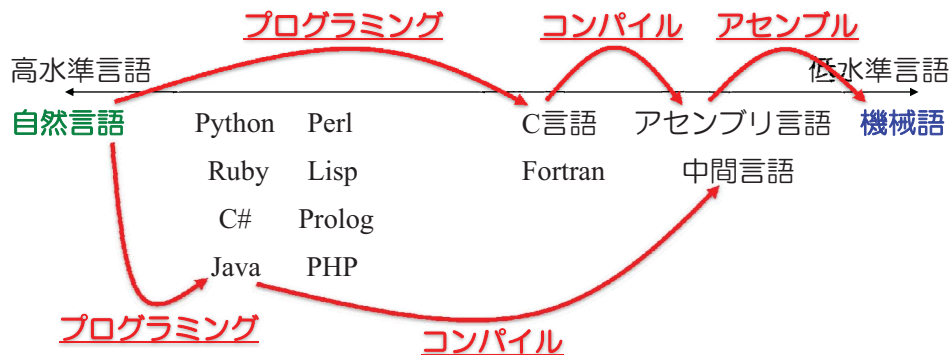 プログラミング コンパイル アセンブル
高水準言語 低水準言語
自然言語 Python Perl C言語 アセンブリ言語 機械語
Ruby Lisp Fortran 中間言語
C# Prolog
Java PHP
プログラミング コンパイル